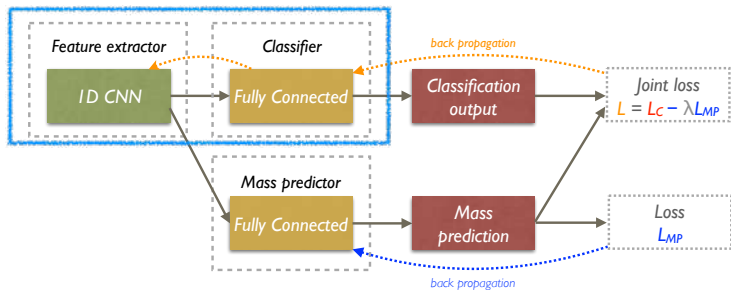 Feature extractor
Classifier
back propagation
1D CNN
Fully Connected
Classification
output
Joint loss
L = LC − λLMP
Mass predictor
Fully Connected
Mass
prediction
Loss
LMP
back propagation